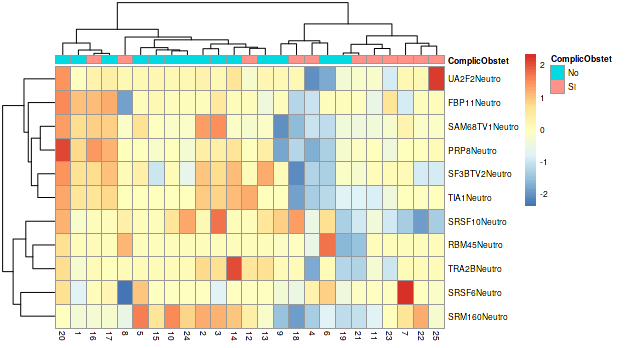 ComplicObstet
UA2F2Neutro
FBP11Neutro
SAM68TV1Neutro
PRP8Neutro
SF3BTV2Neutro
TIA1Neutro
SRSF10Neutro
RBM45Neutro
TRA2BNeutro
SRSF6Neutro
SRM160Neutro
20 1 16 17 8 5 15 10 24 2 3 14 12 13 9 18 4 6 19 21 11 23 7 22 25
2
1
0
-1
-2
ComplicObstet
No
SI